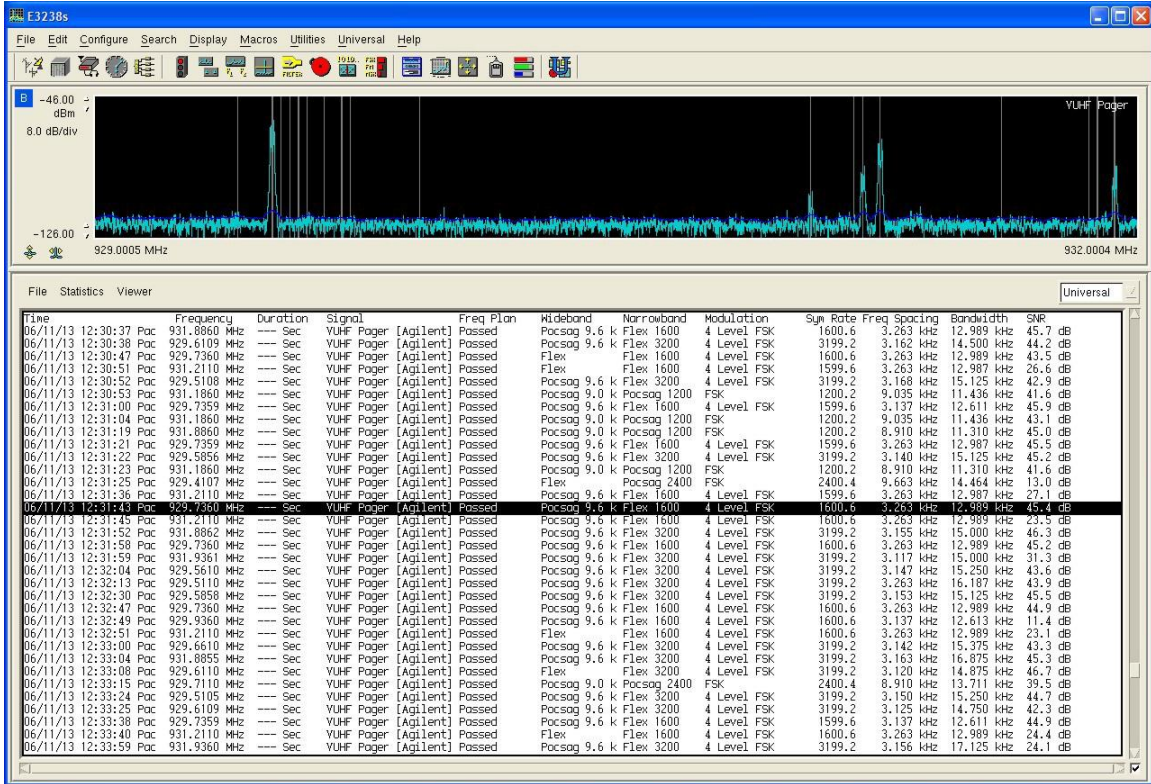 E3238s
File Edit Configure Search Display Macros Utilities Universal Help
B -46.00
dBm
8.0 dB/div
VUHF Pager
-126.00
929.0005 MHz 932.0004 MHz
File Statistics Viewer Universal
Time Frequency Duration Signal Freq Plan Wideband Narrowband Modulation Sym Rate Freq Spacing Bandwidth SNR
06/11/13 12:30:37 Pac 931.8860 MHz --- Sec VUHF Pager [Agilent] Passed Pocsag 9.6 k Flex 1600 4 Level FSK 1600.6 3.263 kHz 12.989 kHz 45.7 dB
06/11/13 12:30:38 Pac 929.6109 MHz --- Sec VUHF Pager [Agilent] Passed Pocsag 9.6 k Flex 3200 4 Level FSK 3199.2 3.162 kHz 14.500 kHz 44.2 dB
06/11/13 12:30:47 Pac 929.7360 MHz --- Sec VUHF Pager [Agilent] Passed Flex Flex 1600 4 Level FSK 1600.6 3.263 kHz 12.989 kHz 43.5 dB
06/11/13 12:30:51 Pac 931.2110 MHz --- Sec VUHF Pager [Agilent] Passed Flex Flex 1600 4 Level FSK 1599.6 3.263 kHz 12.987 kHz 26.6 dB
06/11/13 12:30:52 Pac 929.5108 MHz --- Sec VUHF Pager [Agilent] Passed Pocsag 9.6 k Flex 3200 4 Level FSK 3199.2 3.168 kHz 15.125 kHz 42.9 dB
06/11/13 12:30:53 Pac 931.1860 MHz --- Sec VUHF Pager [Agilent] Passed Pocsag 9.0 k Pocsag 1200 FSK 1200.2 9.035 kHz 11.436 kHz 41.6 dB
06/11/13 12:31:00 Pac 929.7359 MHz --- Sec VUHF Pager [Agilent] Passed Pocsag 9.6 k Flex 1600 4 Level FSK 1599.6 3.137 kHz 12.611 kHz 45.9 dB
06/11/13 12:31:04 Pac 931.1860 MHz --- Sec VUHF Pager [Agilent] Passed Pocsag 9.0 k Pocsag 1200 FSK 1200.2 9.035 kHz 11.436 kHz 43.1 dB
06/11/13 12:31:19 Pac 931.8860 MHz --- Sec VUHF Pager [Agilent] Passed Pocsag 9.0 k Pocsag 1200 FSK 1200.2 8.910 kHz 11.310 kHz 45.0 dB
06/11/13 12:31:21 Pac 929.7359 MHz --- Sec VUHF Pager [Agilent] Passed Pocsag 9.6 k Flex 1600 4 Level FSK 1599.6 3.263 kHz 12.987 kHz 45.5 dB
06/11/13 12:31:22 Pac 929.5856 MHz --- Sec VUHF Pager [Agilent] Passed Pocsag 9.6 k Flex 3200 4 Level FSK 3199.2 3.140 kHz 15.125 kHz 45.2 dB
06/11/13 12:31:23 Pac 931.1860 MHz --- Sec VUHF Pager [Agilent] Passed Pocsag 9.0 k Pocsag 1200 FSK 1200.2 8.910 kHz 11.310 kHz 41.6 dB
06/11/13 12:31:25 Pac 929.4107 MHz --- Sec VUHF Pager [Agilent] Passed Flex Pocsag 2400 FSK 2400.4 9.663 kHz 14.464 kHz 13.0 dB
06/11/13 12:31:36 Pac 931.2110 MHz --- Sec VUHF Pager [Agilent] Passed Pocsag 9.6 k Flex 1600 4 Level FSK 1599.6 3.263 kHz 12.987 kHz 27.1 dB
06/11/13 12:31:43 Pac 929.7360 MHz --- Sec VUHF Pager [Agilent] Passed Pocsag 9.6 k Flex 1600 4 Level FSK 1600.6 3.263 kHz 12.989 kHz 45.4 dB
06/11/13 12:31:45 Pac 931.2110 MHz --- Sec VUHF Pager [Agilent] Passed Pocsag 9.6 k Flex 1600 4 Level FSK 1600.6 3.263 kHz 12.989 kHz 23.5 dB
06/11/13 12:31:52 Pac 931.8862 MHz --- Sec VUHF Pager [Agilent] Passed Pocsag 9.6 k Flex 3200 4 Level FSK 3199.2 3.155 kHz 15.000 kHz 46.3 dB
06/11/13 12:31:58 Pac 929.7360 MHz --- Sec VUHF Pager [Agilent] Passed Pocsag 9.6 k Flex 1600 4 Level FSK 1600.6 3.263 kHz 12.989 kHz 45.2 dB
06/11/13 12:31:59 Pac 931.9361 MHz --- Sec VUHF Pager [Agilent] Passed Pocsag 9.6 k Flex 3200 4 Level FSK 3199.2 3.117 kHz 15.000 kHz 31.3 dB
06/11/13 12:32:04 Pac 929.5610 MHz --- Sec VUHF Pager [Agilent] Passed Pocsag 9.6 k Flex 3200 4 Level FSK 3199.2 3.147 kHz 15.250 kHz 43.6 dB
06/11/13 12:32:13 Pac 929.5110 MHz --- Sec VUHF Pager [Agilent] Passed Pocsag 9.6 k Flex 3200 4 Level FSK 3199.2 3.263 kHz 16.187 kHz 43.9 dB
06/11/13 12:32:30 Pac 929.5858 MHz --- Sec VUHF Pager [Agilent] Passed Pocsag 9.6 k Flex 3200 4 Level FSK 3199.2 3.153 kHz 15.125 kHz 45.5 dB
06/11/13 12:32:47 Pac 929.7360 MHz --- Sec VUHF Pager [Agilent] Passed Pocsag 9.6 k Flex 1600 4 Level FSK 1600.6 3.263 kHz 12.989 kHz 44.9 dB
06/11/13 12:32:49 Pac 929.9360 MHz --- Sec VUHF Pager [Agilent] Passed Pocsag 9.6 k Flex 1600 4 Level FSK 1600.6 3.137 kHz 12.613 kHz 11.4 dB
06/11/13 12:32:51 Pac 931.2110 MHz --- Sec VUHF Pager [Agilent] Passed Flex Flex 1600 4 Level FSK 1600.6 3.263 kHz 12.989 kHz 23.1 dB
06/11/13 12:33:00 Pac 929.6610 MHz --- Sec VUHF Pager [Agilent] Passed Pocsag 9.6 k Flex 3200 4 Level FSK 3199.2 3.142 kHz 15.375 kHz 43.3 dB
06/11/13 12:33:04 Pac 931.8855 MHz --- Sec VUHF Pager [Agilent] Passed Pocsag 9.6 k Flex 3200 4 Level FSK 3199.2 3.163 kHz 16.875 kHz 45.3 dB
06/11/13 12:33:08 Pac 929.6110 MHz --- Sec VUHF Pager [Agilent] Passed Flex Flex 3200 4 Level FSK 3199.2 3.120 kHz 14.875 kHz 46.7 dB
06/11/13 12:33:15 Pac 929.7110 MHz --- Sec VUHF Pager [Agilent] Passed Pocsag 9.0 k Pocsag 2400 FSK 2400.4 8.910 kHz 13.711 kHz 39.5 dB
06/11/13 12:33:24 Pac 929.5105 MHz --- Sec VUHF Pager [Agilent] Passed Pocsag 9.6 k Flex 3200 4 Level FSK 3199.2 3.150 kHz 15.250 kHz 44.7 dB
06/11/13 12:33:25 Pac 929.6109 MHz --- Sec VUHF Pager [Agilent] Passed Pocsag 9.6 k Flex 3200 4 Level FSK 3199.2 3.125 kHz 14.750 kHz 42.3 dB
06/11/13 12:33:38 Pac 929.7359 MHz --- Sec VUHF Pager [Agilent] Passed Pocsag 9.6 k Flex 1600 4 Level FSK 1599.6 3.137 kHz 12.611 kHz 44.9 dB
06/11/13 12:33:40 Pac 931.2110 MHz --- Sec VUHF Pager [Agilent] Passed Flex Flex 1600 4 Level FSK 1600.6 3.263 kHz 12.989 kHz 24.4 dB
06/11/13 12:33:59 Pac 931.9360 MHz --- Sec VUHF Pager [Agilent] Passed Pocsag 9.6 k Flex 3200 4 Level FSK 3199.2 3.156 kHz 17.125 kHz 24.1 dB